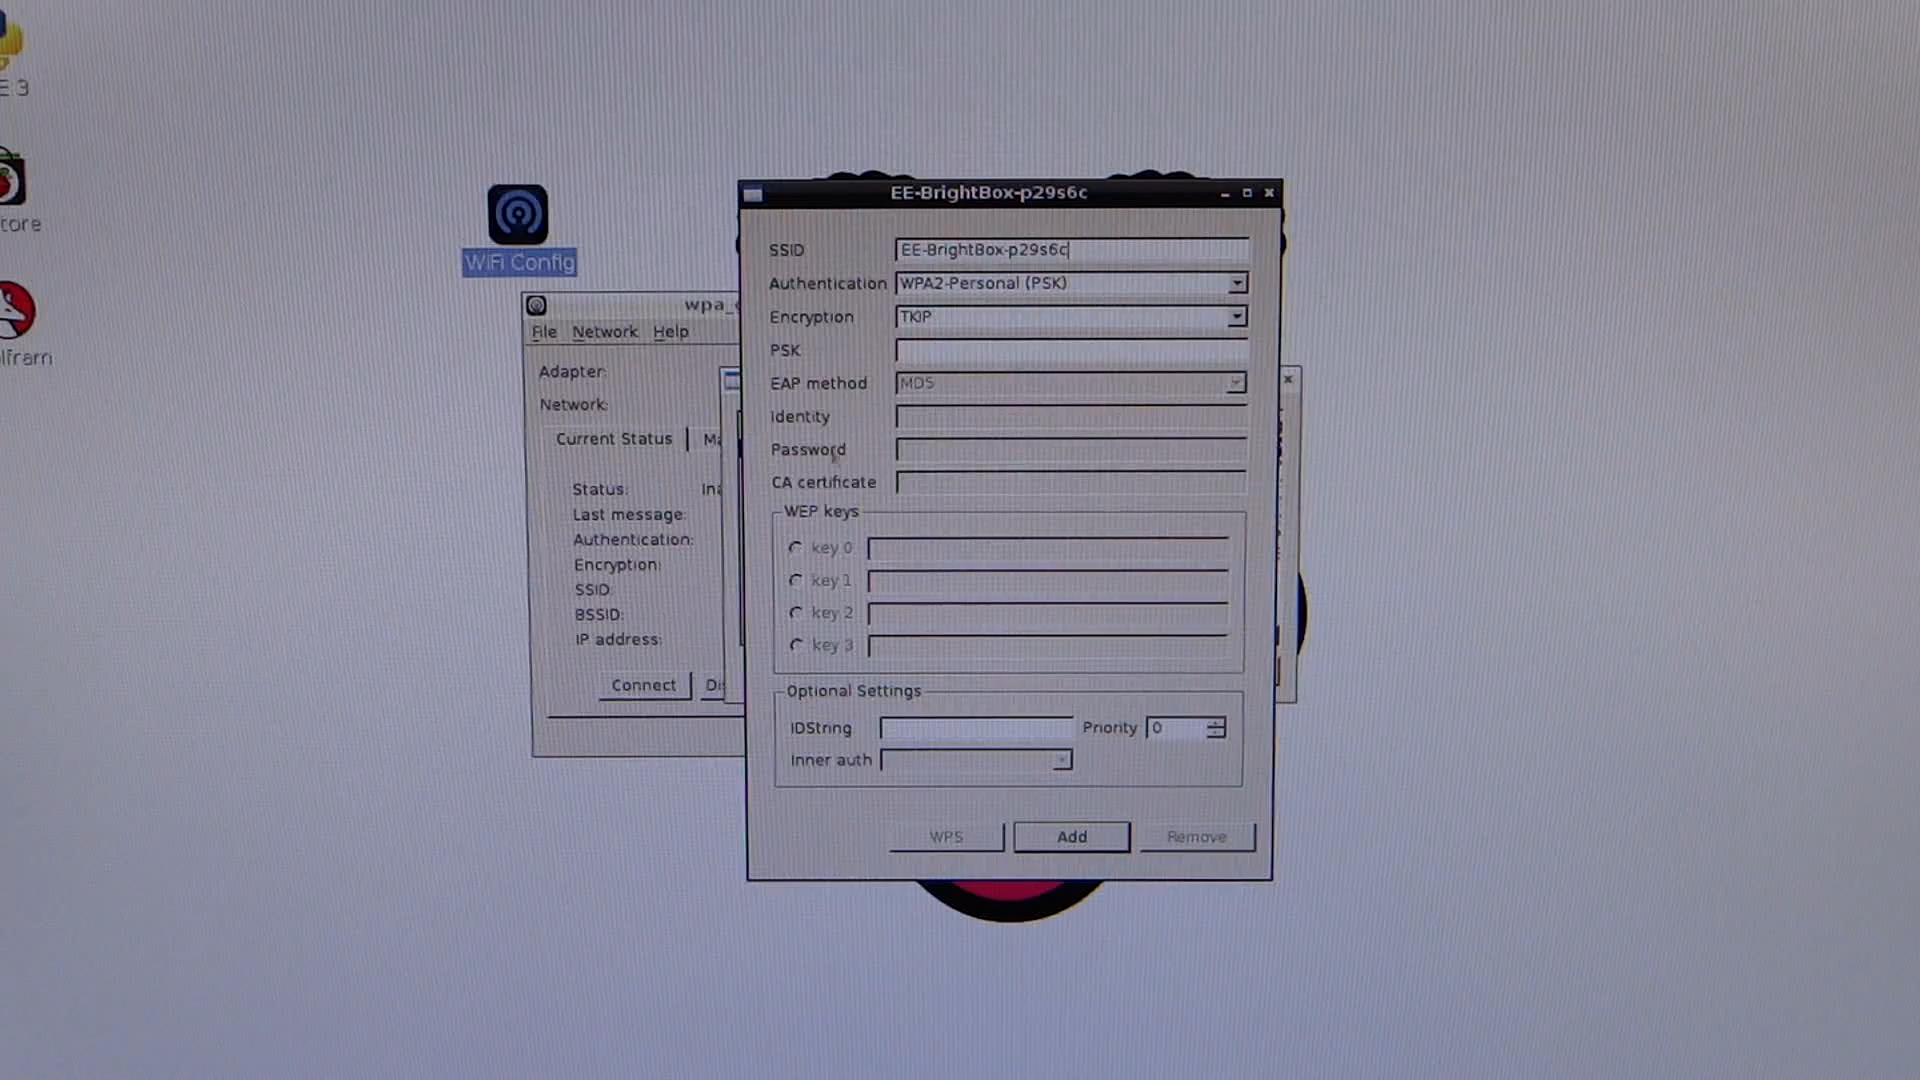 E 3
tore
lfram
WiFi Config
wpa_
File Network Help
Adapter:
Network:
Current Status
Status:
Last message:
Authentication:
Encryption:
SSID:
BSSID:
IP address:
Connect
EE-BrightBox-p29s6c
SSID EE-BrightBox-p29s6c
Authentication WPA2-Personal (PSK)
Encryption TKIP
PSK
EAP method MD5
Identity
Password
CA certificate
WEP keys
key 0
key 1
key 2
key 3
Optional Settings
IDString Priority 0
Inner auth
WPS Add Remove